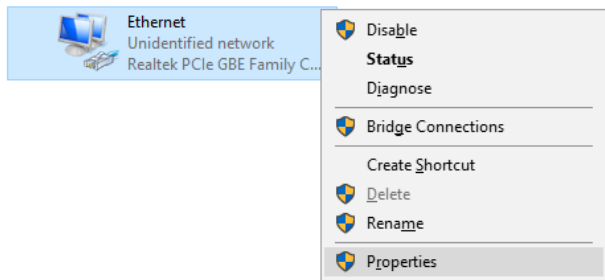 Ethernet
Unidentified network
Realtek PCIe GBE Family C...
Disable
Status
Diagnose
Bridge Connections
Create Shortcut
Delete
Rename
Properties